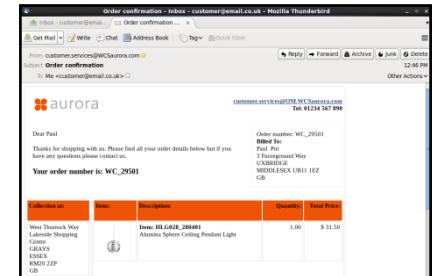 Order confirmation - Inbox - customer@email.co.uk - Mozilla Thunderbird
Inbox - customer@email...
Order confirmation ...
Get Mail Write Chat Address Book Tag Quick Filter
From customer.services@WCSaurora.com
Reply Forward Archive Junk Delete
Subject Order confirmation
12:46 PM
To Me <customer@email.co.uk>
Other Actions
aurora
customer.services@OM.WCSaurora.com
Tel: 01234 567 890
Dear Paul
Thanks for shopping with us. Please find all your order details below but if you
have any questions please contact us.
Your order number is: WC_29501
Order number: WC_29501
Billed To:
Paul Pot
3 Fairground Way
UXBRIDGE
MIDDLESEX UB11 1EZ
GB
Collection at: Item: Description: Quantity: Total Price:
West Thurrock Way
Lakeside Shopping
Centre
GRAYS
ESSEX
RM20 2ZP
GB
Item: HLG028_280401
Alumina Sphere Ceiling Pendant Light
1.00
$ 31.50